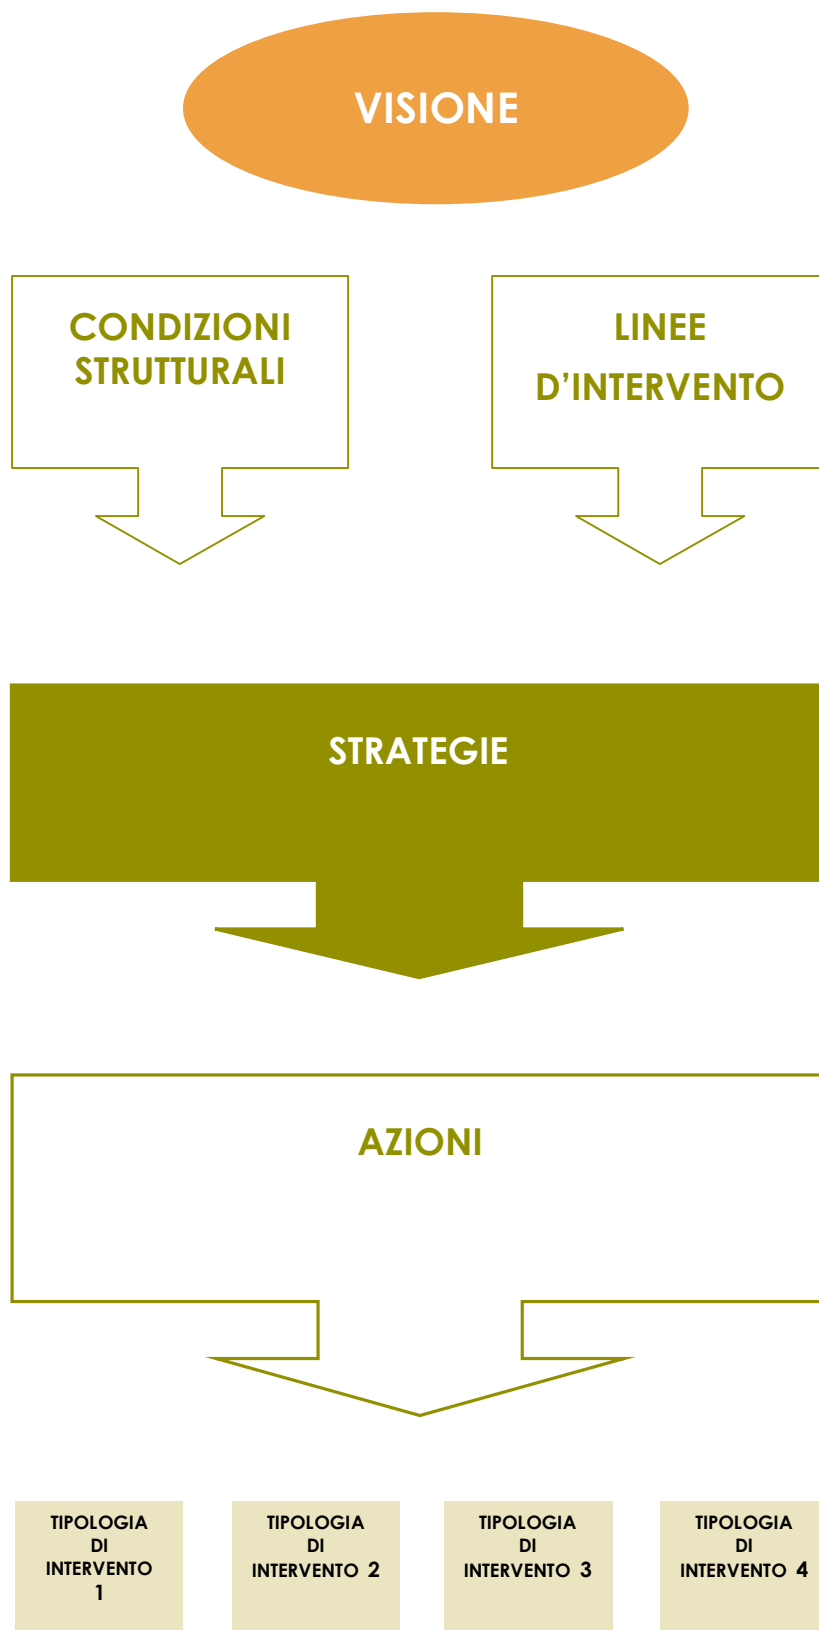 VISIONE
CONDIZIONI
STRUTTURALI
LINEE
D’INTERVENTO
STRATEGIE
AZIONI
TIPOLOGIA
DI
INTERVENTO
1
TIPOLOGIA
DI
INTERVENTO 2
TIPOLOGIA
DI
INTERVENTO 3
TIPOLOGIA
DI
INTERVENTO 4